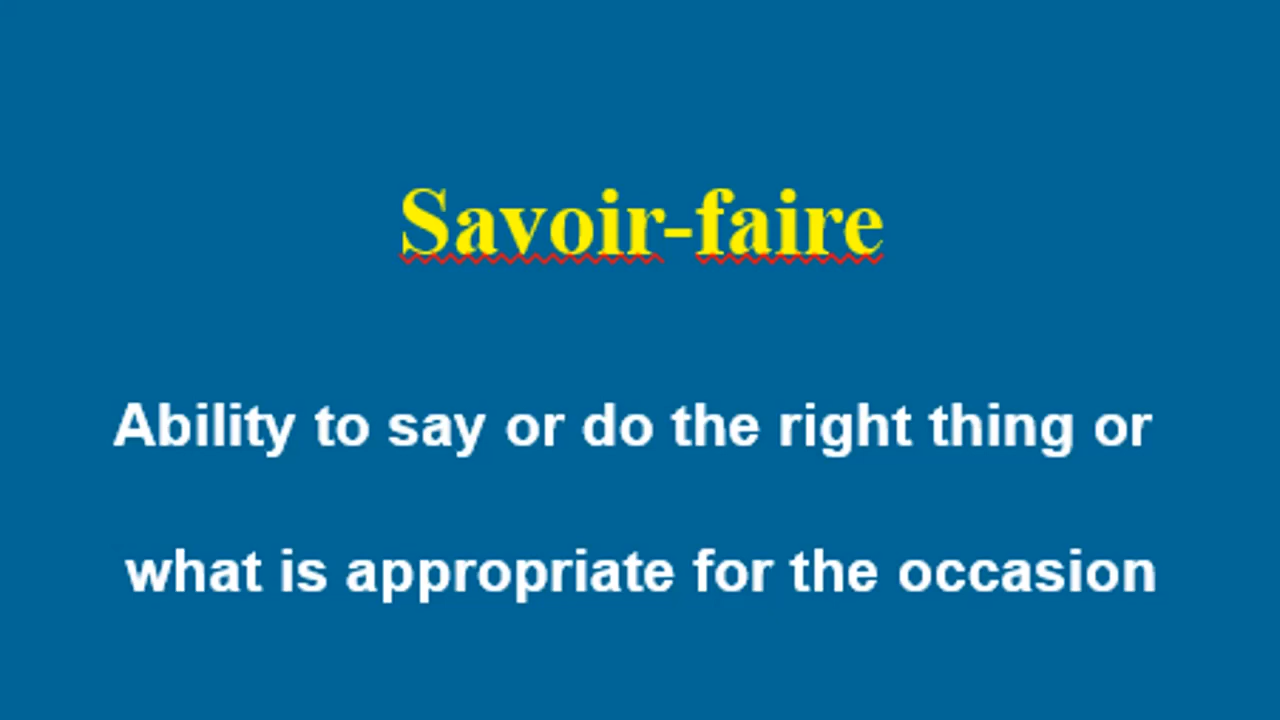 Savoir-faire
Ability to say or do the right thing or
what is appropriate for the occasion